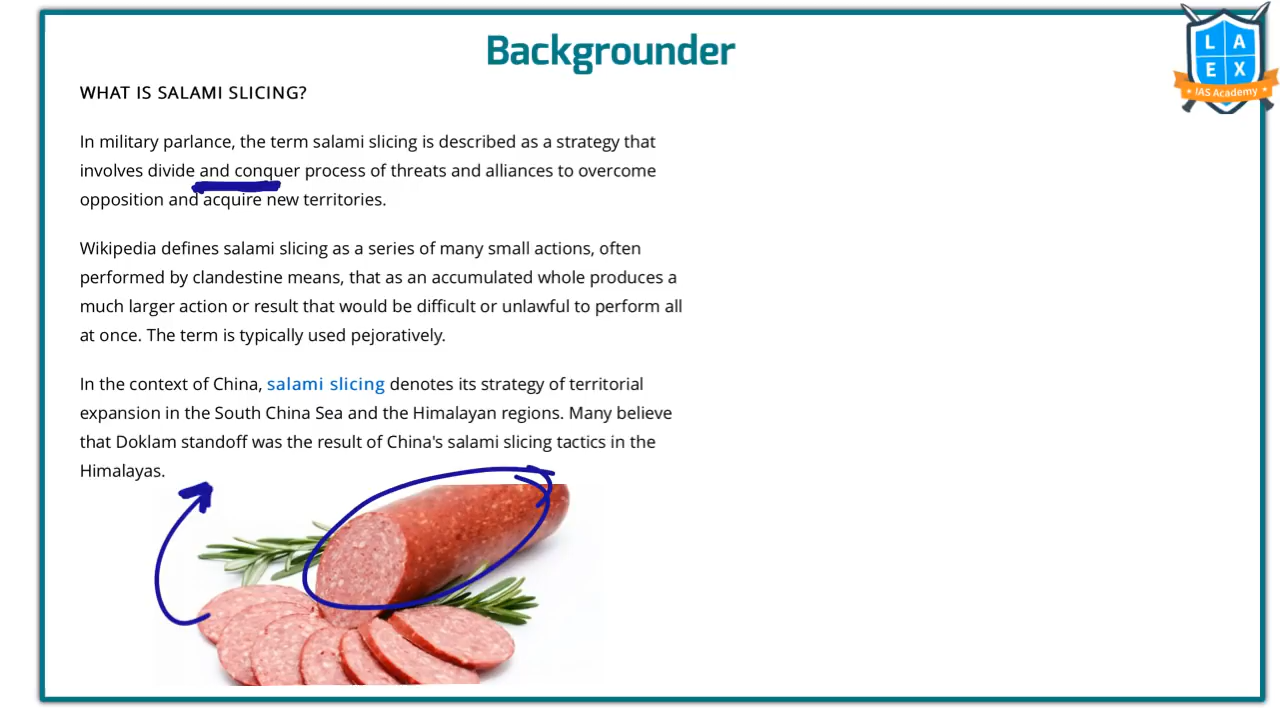 Backgrounder
L A
E X
IAS Academy
WHAT IS SALAMI SLICING?
In military parlance, the term salami slicing is described as a strategy that
involves divide and conquer process of threats and alliances to overcome
opposition and acquire new territories.
Wikipedia defines salami slicing as a series of many small actions, often
performed by clandestine means, that as an accumulated whole produces a
much larger action or result that would be difficult or unlawful to perform all
at once. The term is typically used pejoratively.
In the context of China, salami slicing denotes its strategy of territorial
expansion in the South China Sea and the Himalayan regions. Many believe
that Doklam standoff was the result of China's salami slicing tactics in the
Himalayas.